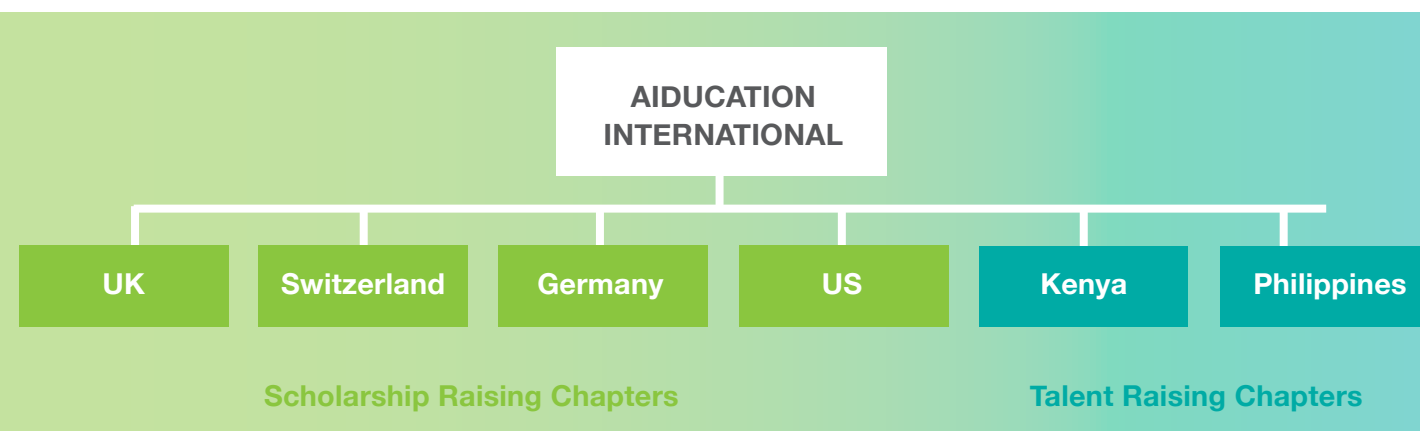 AIDUCATION
INTERNATIONAL
UK
Switzerland
Germany
US
Kenya
Philippines
Scholarship Raising Chapters
Talent Raising Chapters